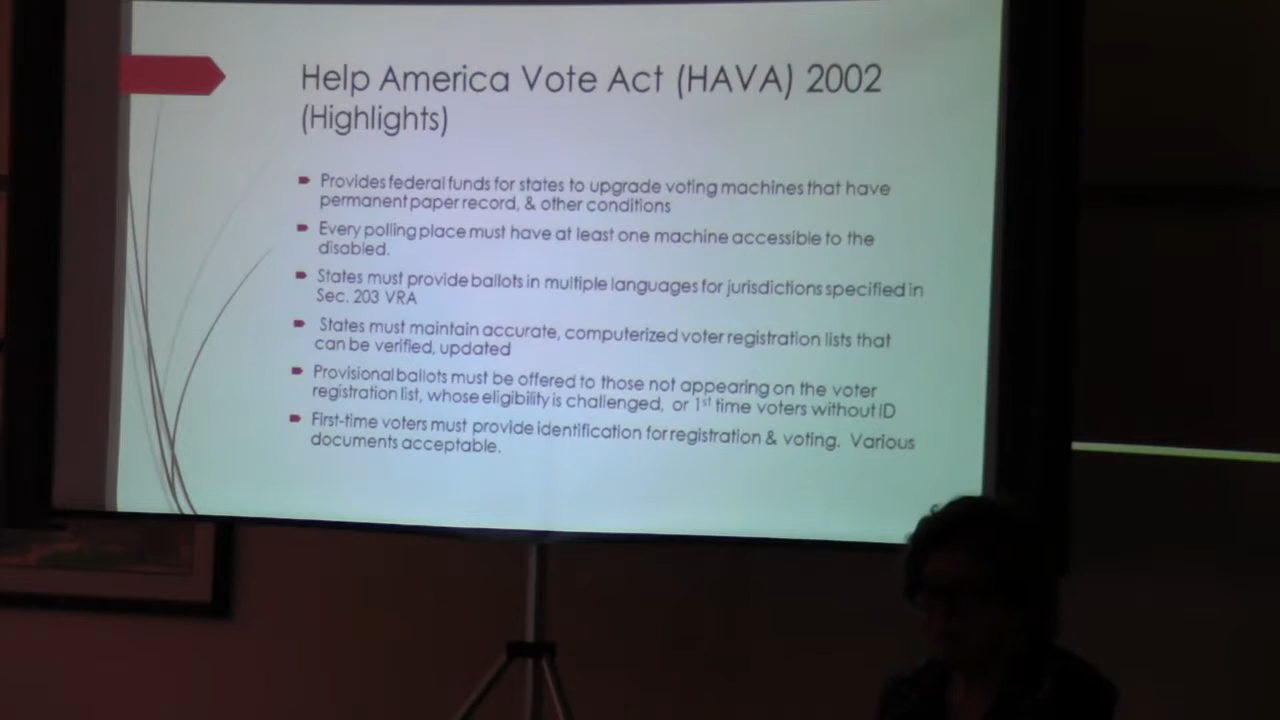 Help America Vote Act (HAVA) 2002
(Highlights)
Provides federal funds for states to upgrade voting machines that have
permanent paper record, & other conditions
Every polling place must have at least one machine accessible to the
disabled.
States must provide ballots in multiple languages for jurisdictions specified in
Sec. 203 VRA
States must maintain accurate, computerized voter registration lists that
can be verified, updated
Provisional ballots must be offered to those not appearing on the voter
registration list, whose eligibility is challenged, or 1st time voters without ID
First-time voters must provide identification for registration & voting. Various
documents acceptable.